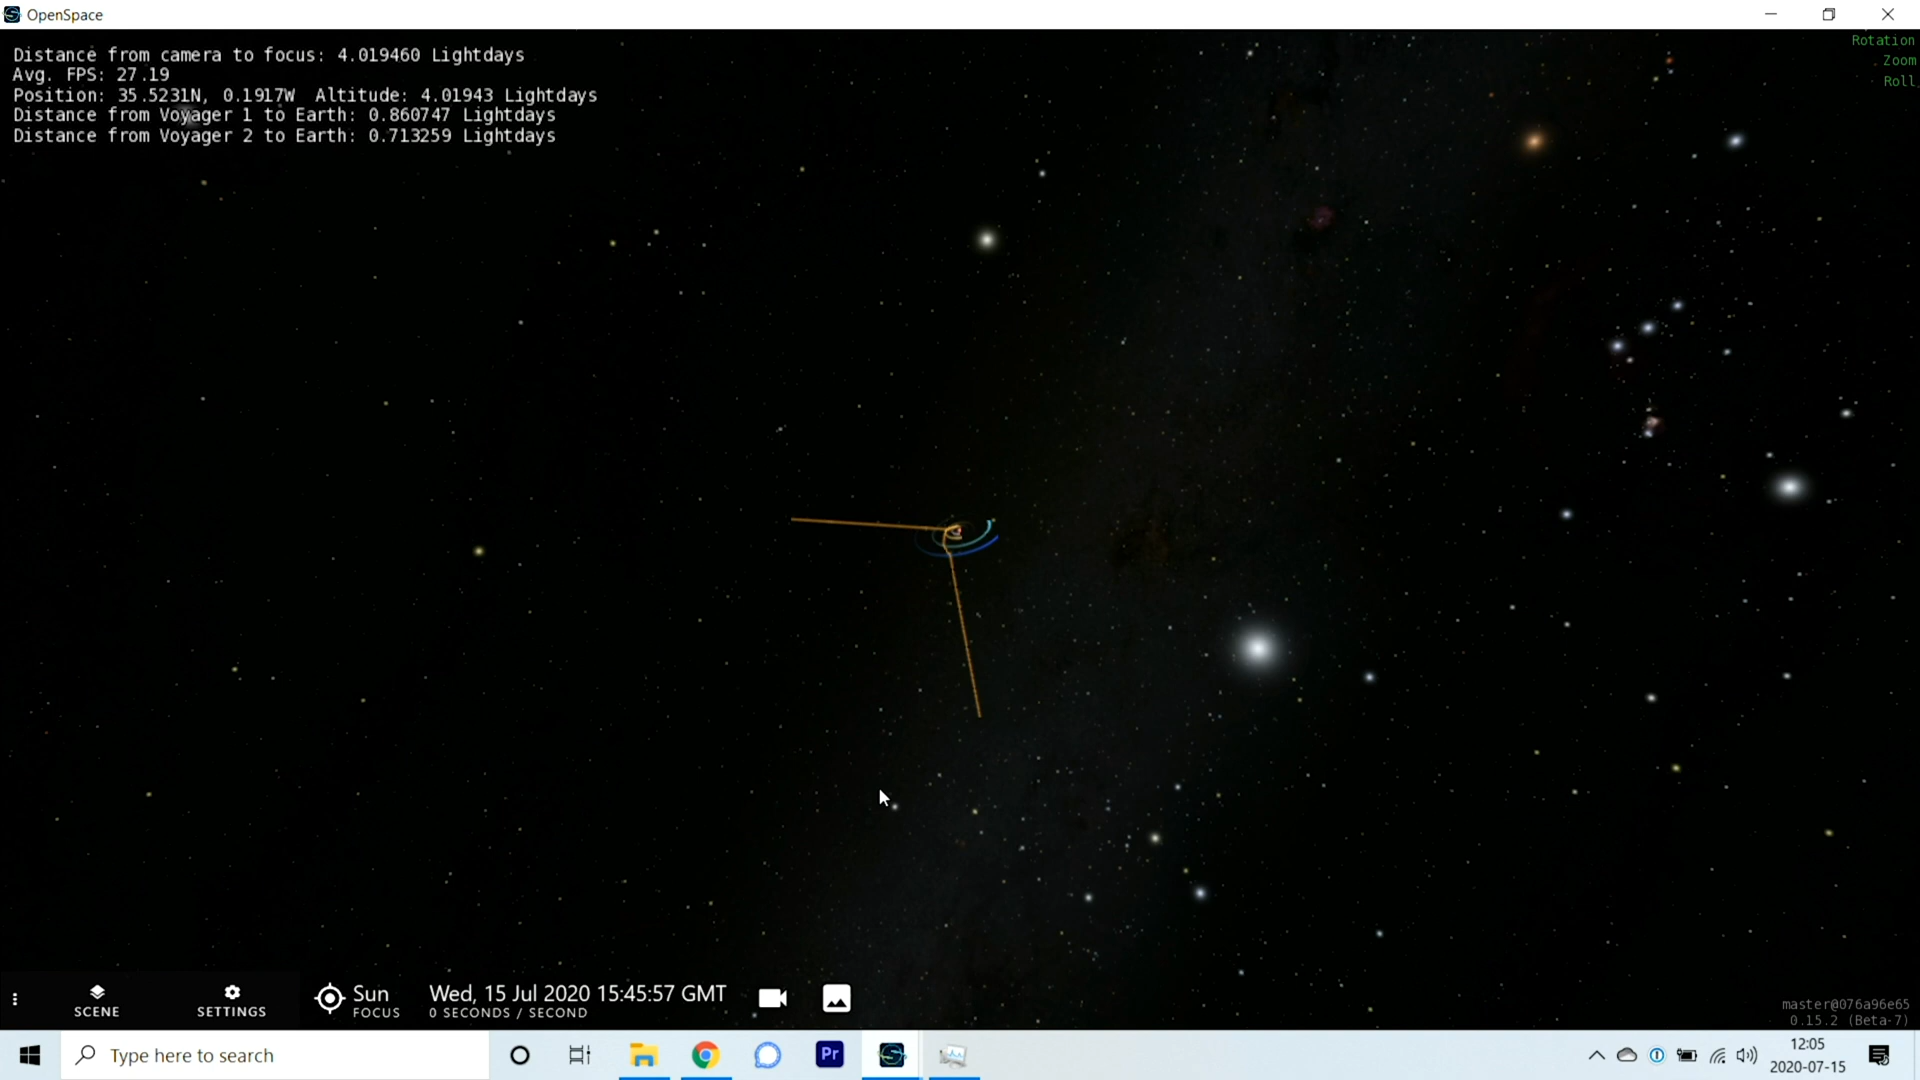 OpenSpace
Distance from camera to focus: 4.019460 Lightdays
Avg. FPS: 27.19
Position: 35.5231N, 0.1917W  Altitude: 4.01943 Lightdays
Distance from Voyager 1 to Earth: 0.860747 Lightdays
Distance from Voyager 2 to Earth: 0.713259 Lightdays
Rotation
Zoom
Roll
SCENE
SETTINGS
Sun
FOCUS
Wed, 15 Jul 2020 15:45:57 GMT
0 SECONDS / SECOND
master@076a96e65
0.15.2 (Beta-7)
Type here to search
Pr
12:05
2020-07-15